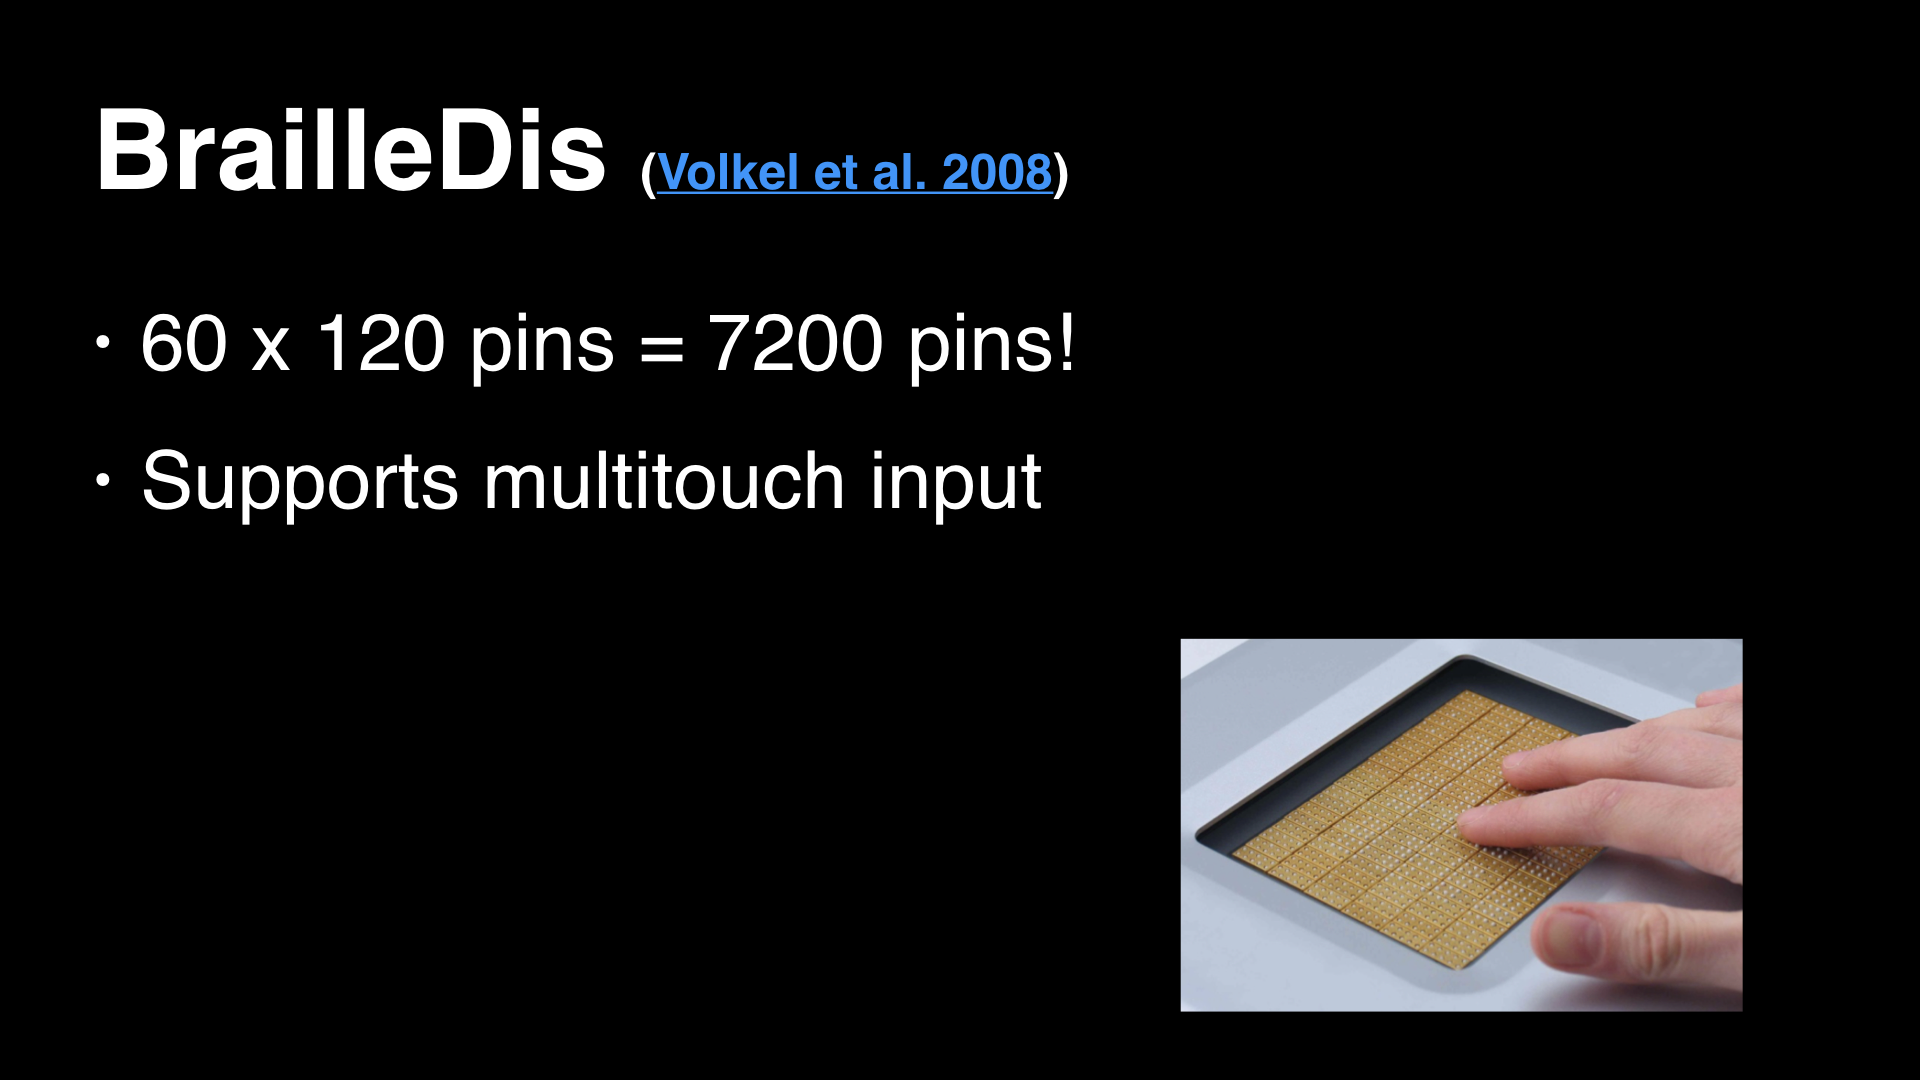 BrailleDis (Volkel et al. 2008)
• 60 x 120 pins = 7200 pins!
• Supports multitouch input